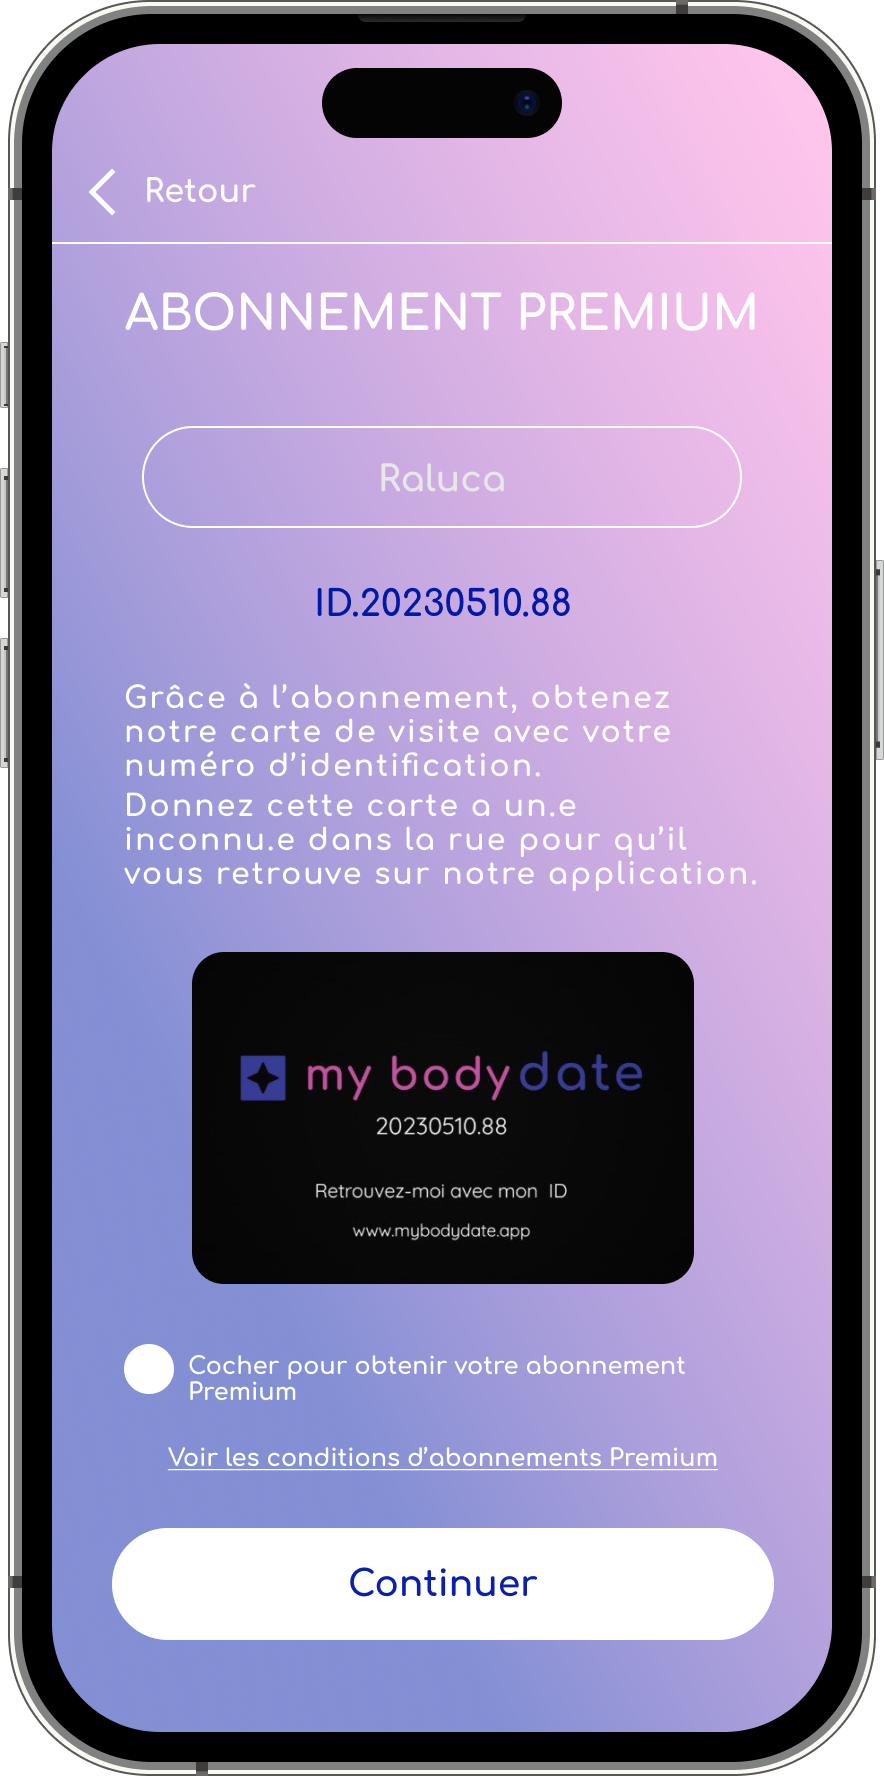 Retour
ABONNEMENT PREMIUM
Raluca
ID.20230510.88
Grâce à l’abonnement, obtenez
notre carte de visite avec votre
numéro d’identification.
Donnez cette carte a un.e
inconnu.e dans la rue pour qu’il
vous retrouve sur notre application.
my body date
20230510.88
Retrouvez-moi avec mon ID
www.mybodydate.app
Cocher pour obtenir votre abonnement
Premium
Voir les conditions d’abonnements Premium
Continuer